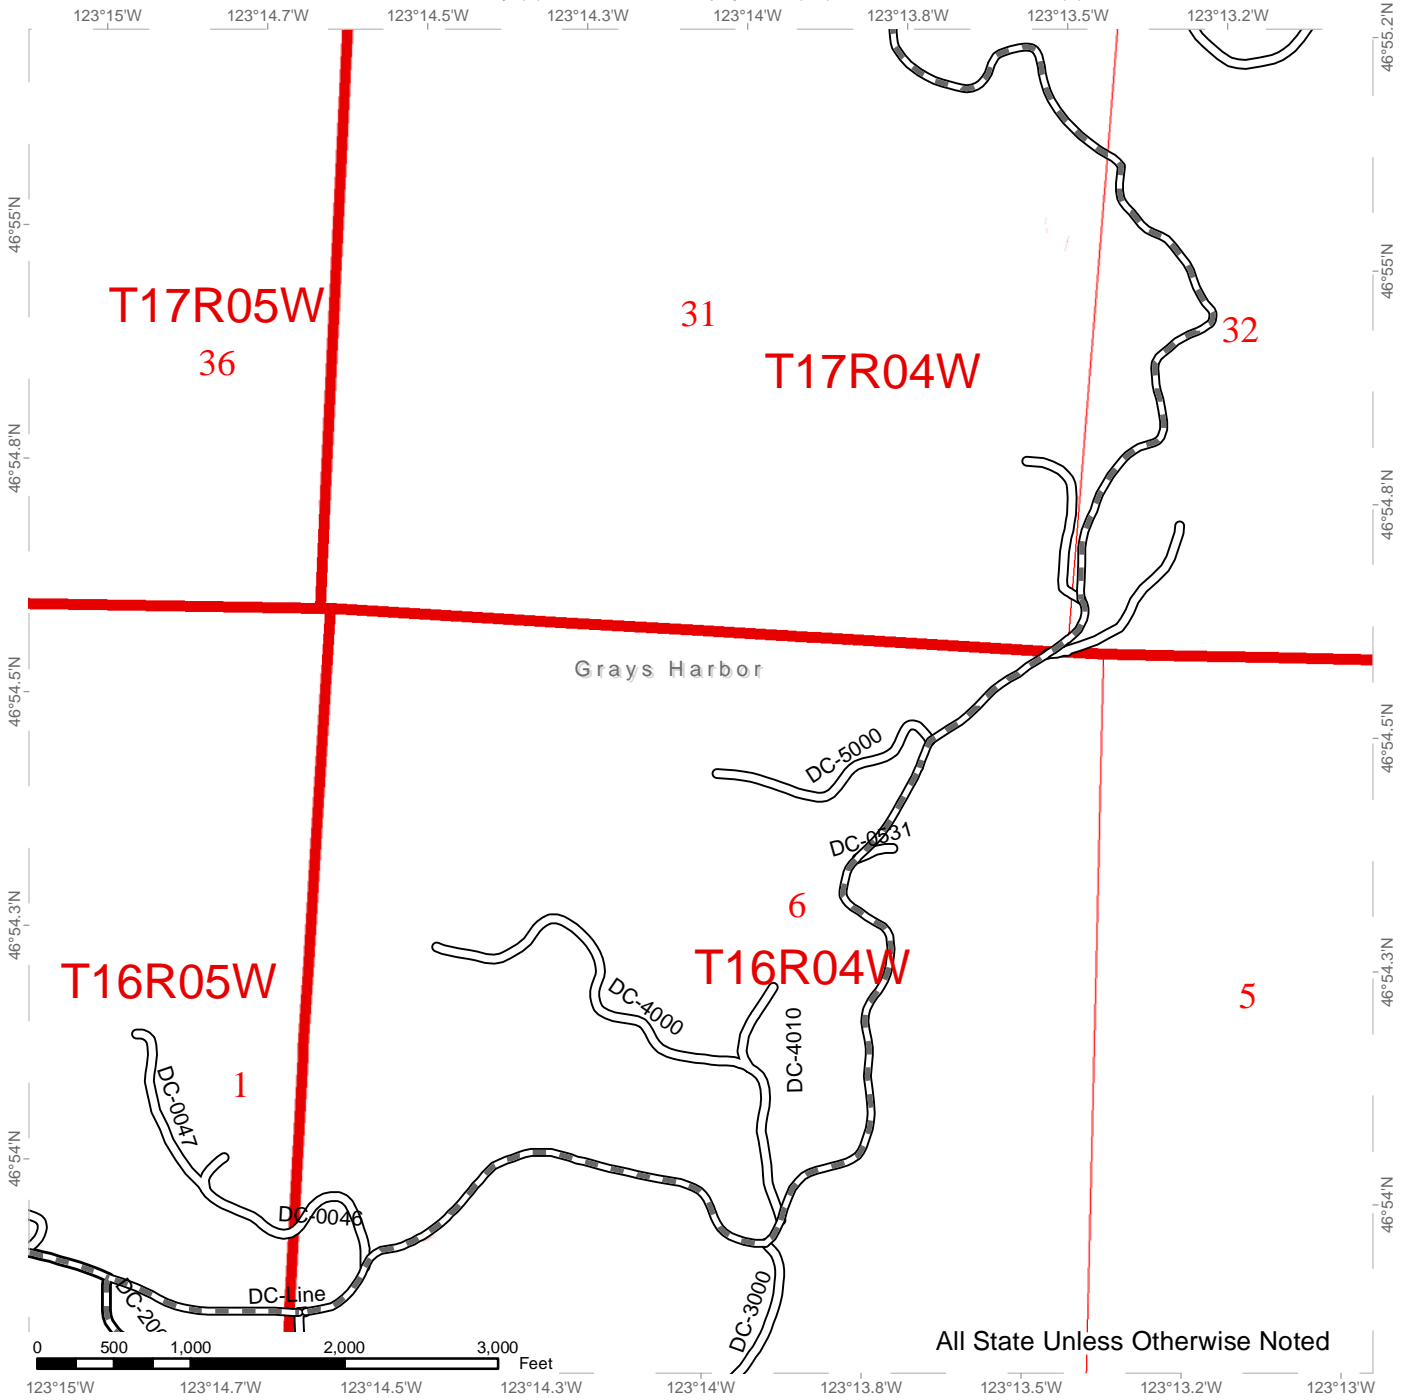 123°15'W 123°14.7'W 123°14.5'W 123°14.3'W 123°14'W 123°13.8'W 123°13.5'W 123°13.2'W
46°55.2'N
46°55'N
46°55'N
T17R05W
36
31
32
T17R04W
46°54.8'N
46°54.8'N
Grays Harbor
46°54.5'N
46°54.5'N
DC-5000
DC-0531
6
46°54.3'N
46°54.3'N
T16R05W
T16R04W
5
DC-4000
DC-4010
1
DC-0047
46°54'N
46°54'N
DC-0046
DC-Line
DC-200
DC-3000
All State Unless Otherwise Noted
0 500 1,000 2,000 3,000
Feet
123°15'W 123°14.7'W 123°14.5'W 123°14.3'W 123°14'W 123°13.8'W 123°13.5'W 123°13.2'W 123°13'W